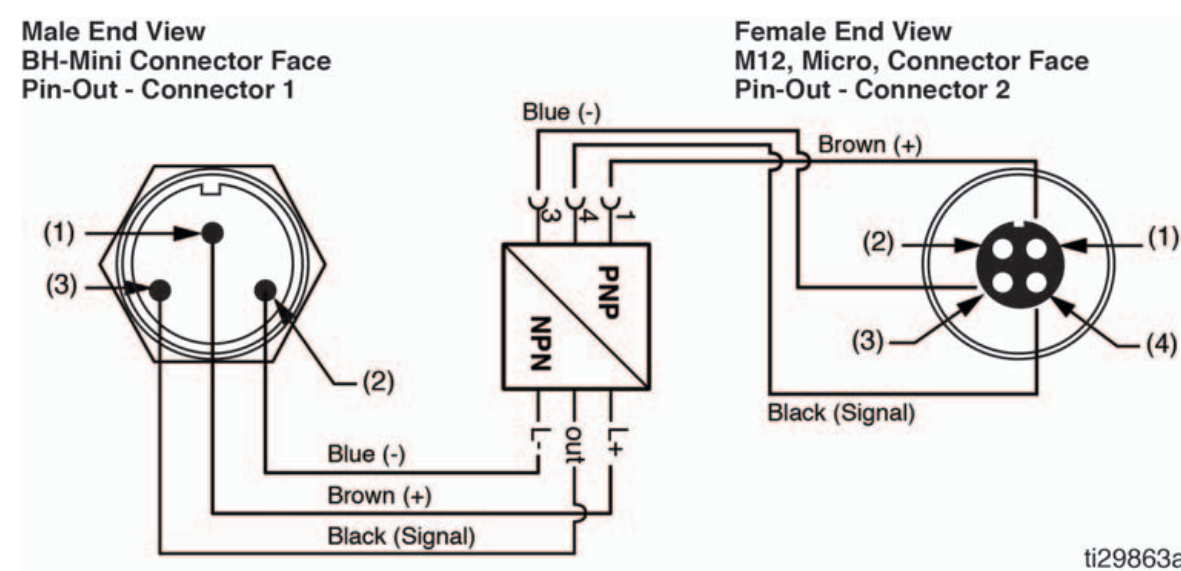 Male End View
BH-Mini Connector Face
Pin-Out - Connector 1
Female End View
M12, Micro, Connector Face
Pin-Out - Connector 2
Blue (-)
Brown (+)
3
4
1
(1)
(3)
(2)
PNP
NPN
(2)
(1)
(3)
(4)
Black (Signal)
L-
out
L+
Blue (-)
Brown (+)
Black (Signal)
ti29863a